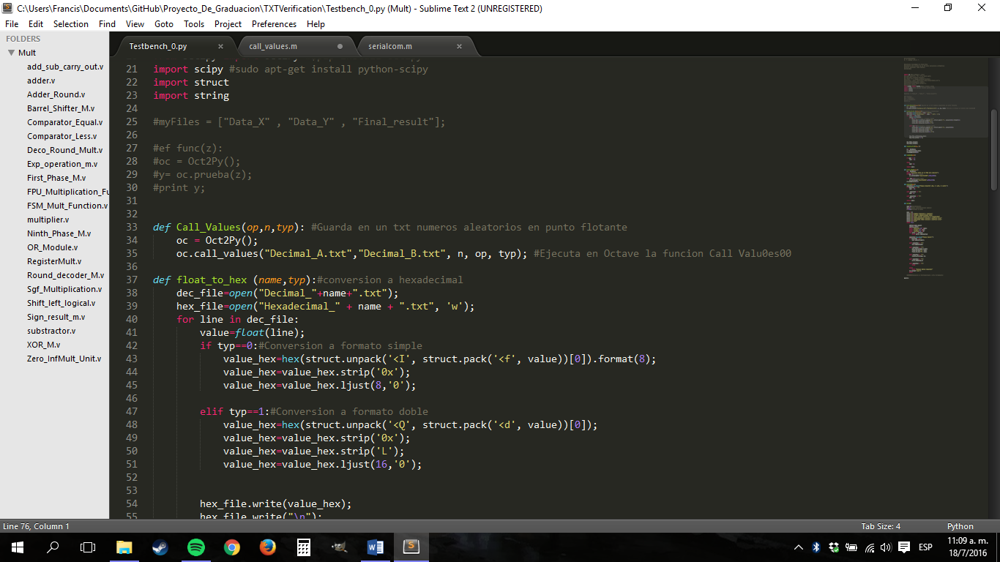 C:\Users\Francis\Documents\GitHub\Proyecto_De_Graduacion\TXTVerification\Testbench_0.py (Mult) - Sublime Text 2 (UNREGISTERED)
File Edit Selection Find View Goto Tools Project Preferences Help
FOLDERS
Mult
add_sub_carry_out.v
adder.v
Adder_Round.v
Barrel_Shifter_M.v
Comparator_Equal.v
Comparator_Less.v
Deco_Round_Mult.v
Exp_operation_m.v
First_Phase_M.v
FPU_Multiplication_Fu
FSM_Mult_Function.v
multiplier.v
Ninth_Phase_M.v
OR_Module.v
RegisterMult.v
Round_decoder_M.v
Sgf_Multiplication.v
Shift_left_logical.v
Sign_result_m.v
substractor.v
XOR_M.v
Zero_InfMult_Unit.v
Testbench_0.py × call_values.m serialcom.m ×
21 import scipy #sudo apt-get install python-scipy
22 import struct
23 import string
24
25 #myFiles = ["Data_X" , "Data_Y" , "Final_result"];
26
27 #ef func(z):
28 #oc = Oct2Py();
29 #y= oc.prueba(z);
30 #print y;
31
32
33 def Call_Values(op,n,typ): #Guarda en un txt numeros aleatorios en punto flotante
34     oc = Oct2Py();
35     oc.call_values("Decimal_A.txt","Decimal_B.txt", n, op, typ); #Ejecuta en Octave la funcion Call Valu0es00
36
37 def float_to_hex (name,typ):#conversion a hexadecimal
38     dec_file=open("Decimal_"+name+".txt");
39     hex_file=open("Hexadecimal_" + name + ".txt", 'w');
40     for line in dec_file:
41         value=float(line);
42         if typ==0:#Conversion a formato simple
43             value_hex=hex(struct.unpack('<I', struct.pack('<f', value))[0]).format(8);
44             value_hex=value_hex.strip('0x');
45             value_hex=value_hex.ljust(8,'0');
46
47         elif typ==1:#Conversion a formato doble
48             value_hex=hex(struct.unpack('<Q', struct.pack('<d', value))[0]);
49             value_hex=value_hex.strip('0x');
50             value_hex=value_hex.strip('L');
51             value_hex=value_hex.ljust(16,'0');
52
53
54         hex_file.write(value_hex);
55         hex_file.write("\n");
Line 76, Column 1 Tab Size: 4 Python
ESP
11:09 a. m.
18/7/2016